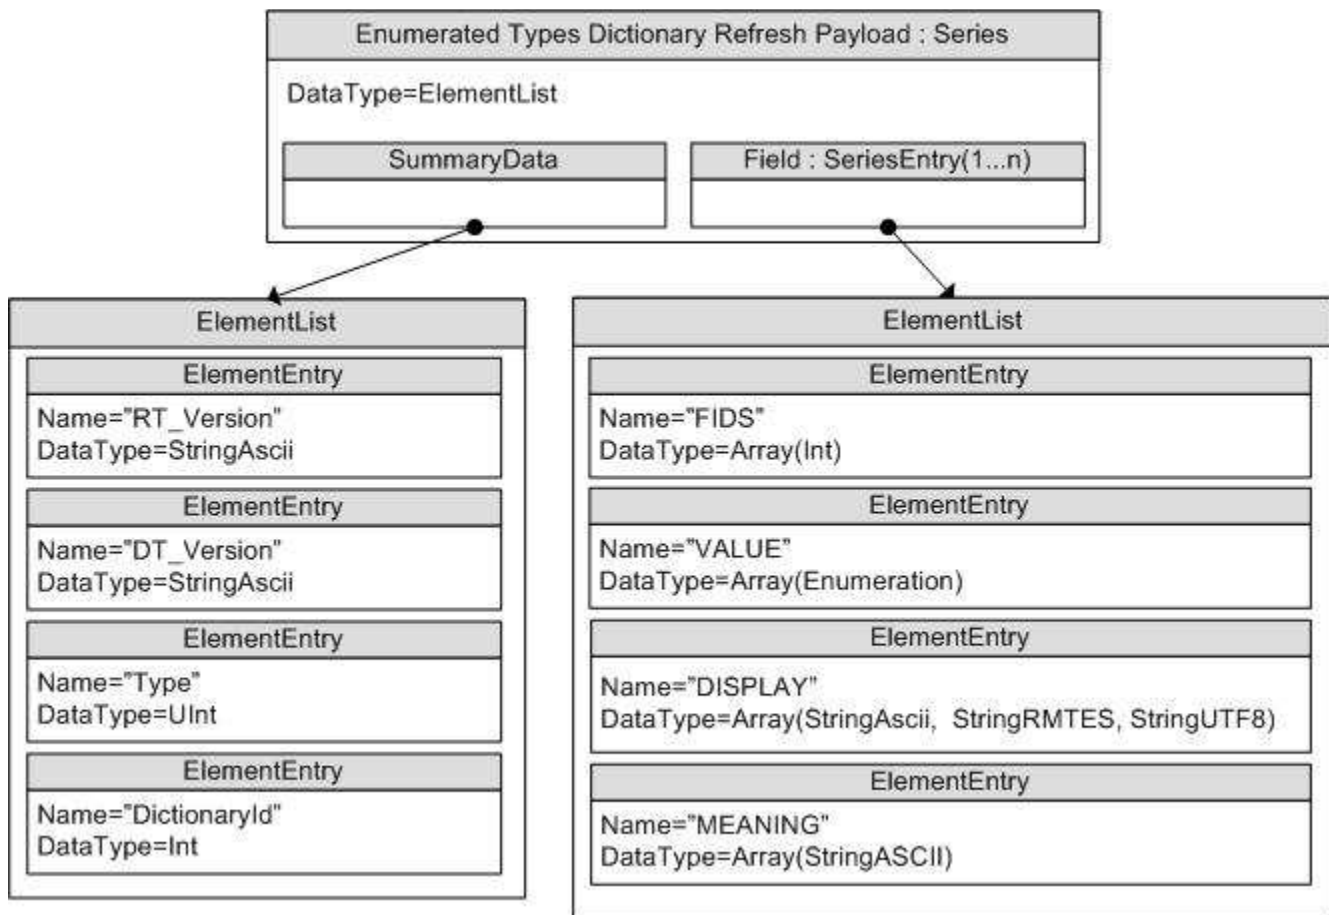 Enumerated Types Dictionary Refresh Payload : Series
DataType=ElementList
SummaryData
Field : SeriesEntry(1...n)
ElementList
ElementEntry
Name="RT_Version"
DataType=StringAscii
ElementEntry
Name="DT_Version"
DataType=StringAscii
ElementEntry
Name="Type"
DataType=UInt
ElementEntry
Name="DictionaryId"
DataType=Int
ElementList
ElementEntry
Name="FIDS"
DataType=Array(Int)
ElementEntry
Name="VALUE"
DataType=Array(Enumeration)
ElementEntry
Name="DISPLAY"
DataType=Array(StringAscii, StringRMTES, StringUTF8)
ElementEntry
Name="MEANING"
DataType=Array(StringASCII)